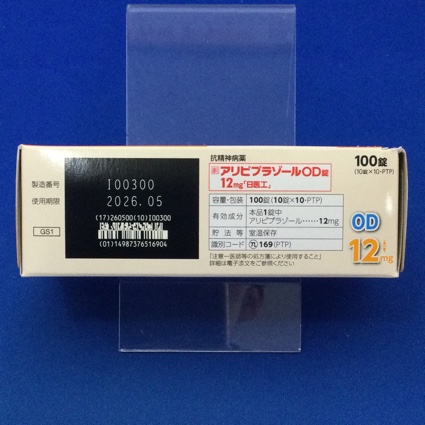 製造番号
I00300
使用期限
2026.05
(17)260500(10)I00300
GS1
(01)14987376516904
抗精神病薬
アリピプラゾールOD錠
12mg「日医工」
容量・包装 100錠(10錠×10・PTP)
有効成分 本品1錠中
アリピプラゾール……12mg
貯法等 室温保存
識別コード 169(PTP)
「注意-医師等の処方箋により使用すること」
詳細は電子添文をご参照ください
100錠
(10錠×10・PTP)
OD
12mg